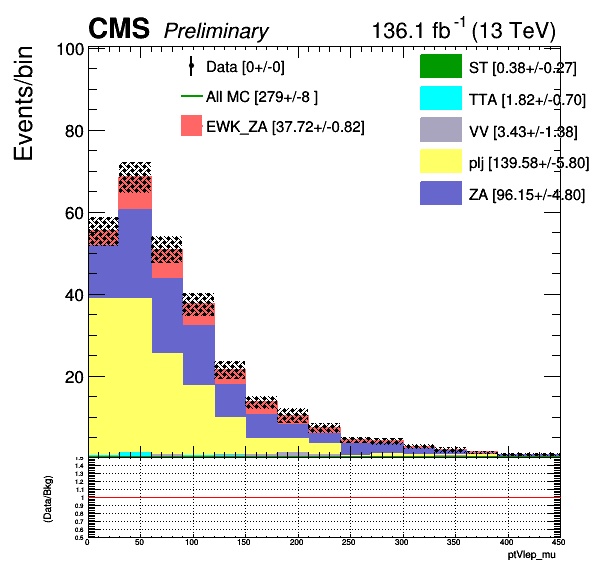 CMS Preliminary 136.1 fb⁻¹ (13 TeV)
Events/bin
100
80
60
40
20
Data [0+/-0]
All MC [279+/-8 ]
EWK_ZA [37.72+/-0.82]
ST [0.38+/-0.27]
TTA [1.82+/-0.70]
VV [3.43+/-1.38]
plj [139.58+/-5.80]
ZA [96.15+/-4.80]
(Data/Bkg)
1.5
1.4
1.3
1.2
1.1
1
0.9
0.8
0.7
0.6
0.5
0 50 100 150 200 250 300 350 400 450
ptVlep_mu